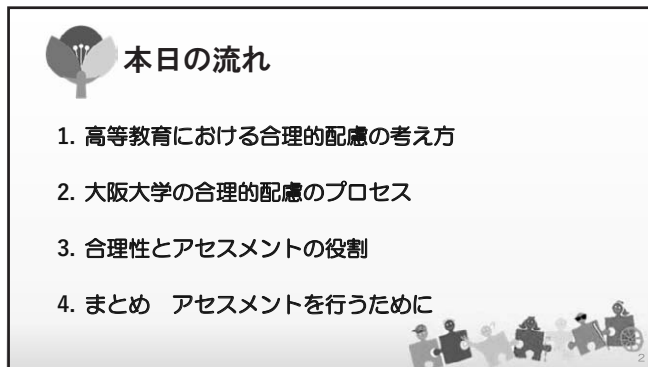 本日の流れ
1. 高等教育における合理的配慮の考え方
2. 大阪大学の合理的配慮のプロセス
3. 合理性とアセスメントの役割
4. まとめ　アセスメントを行うために
2